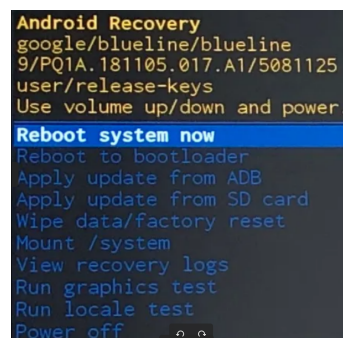 Android Recovery
google/blueline/blueline
9/PQ1A.181105.017.A1/5081125
user/release-keys
Use volume up/down and power
Reboot system now
Reboot to bootloader
Apply update from ADB
Apply update from SD card
Wipe data/factory reset
Mount /system
View recovery logs
Run graphics test
Run locale test
Power off